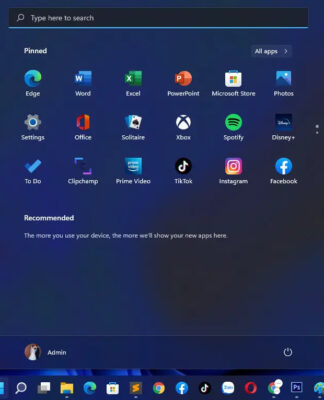 Type here to search
Pinned
All apps
Edge
Word
Excel
PowerPoint
Microsoft Store
Photos
Settings
Office
Solitaire
Xbox
Spotify
Disney+
To Do
Clipchamp
Prime Video
TikTok
Instagram
Facebook
Recommended
The more you use your device, the more we'll show your new apps here.
Admin